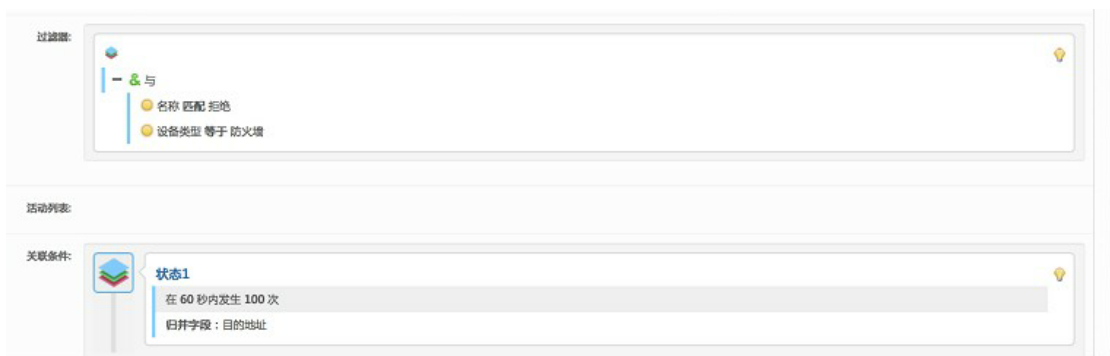 过滤器:
& 与
名称 匹配 拒绝
设备类型 等于 防火墙
活动列表:
关联条件:
状态1
在 60 秒内发生 100 次
归并字段：目的地址